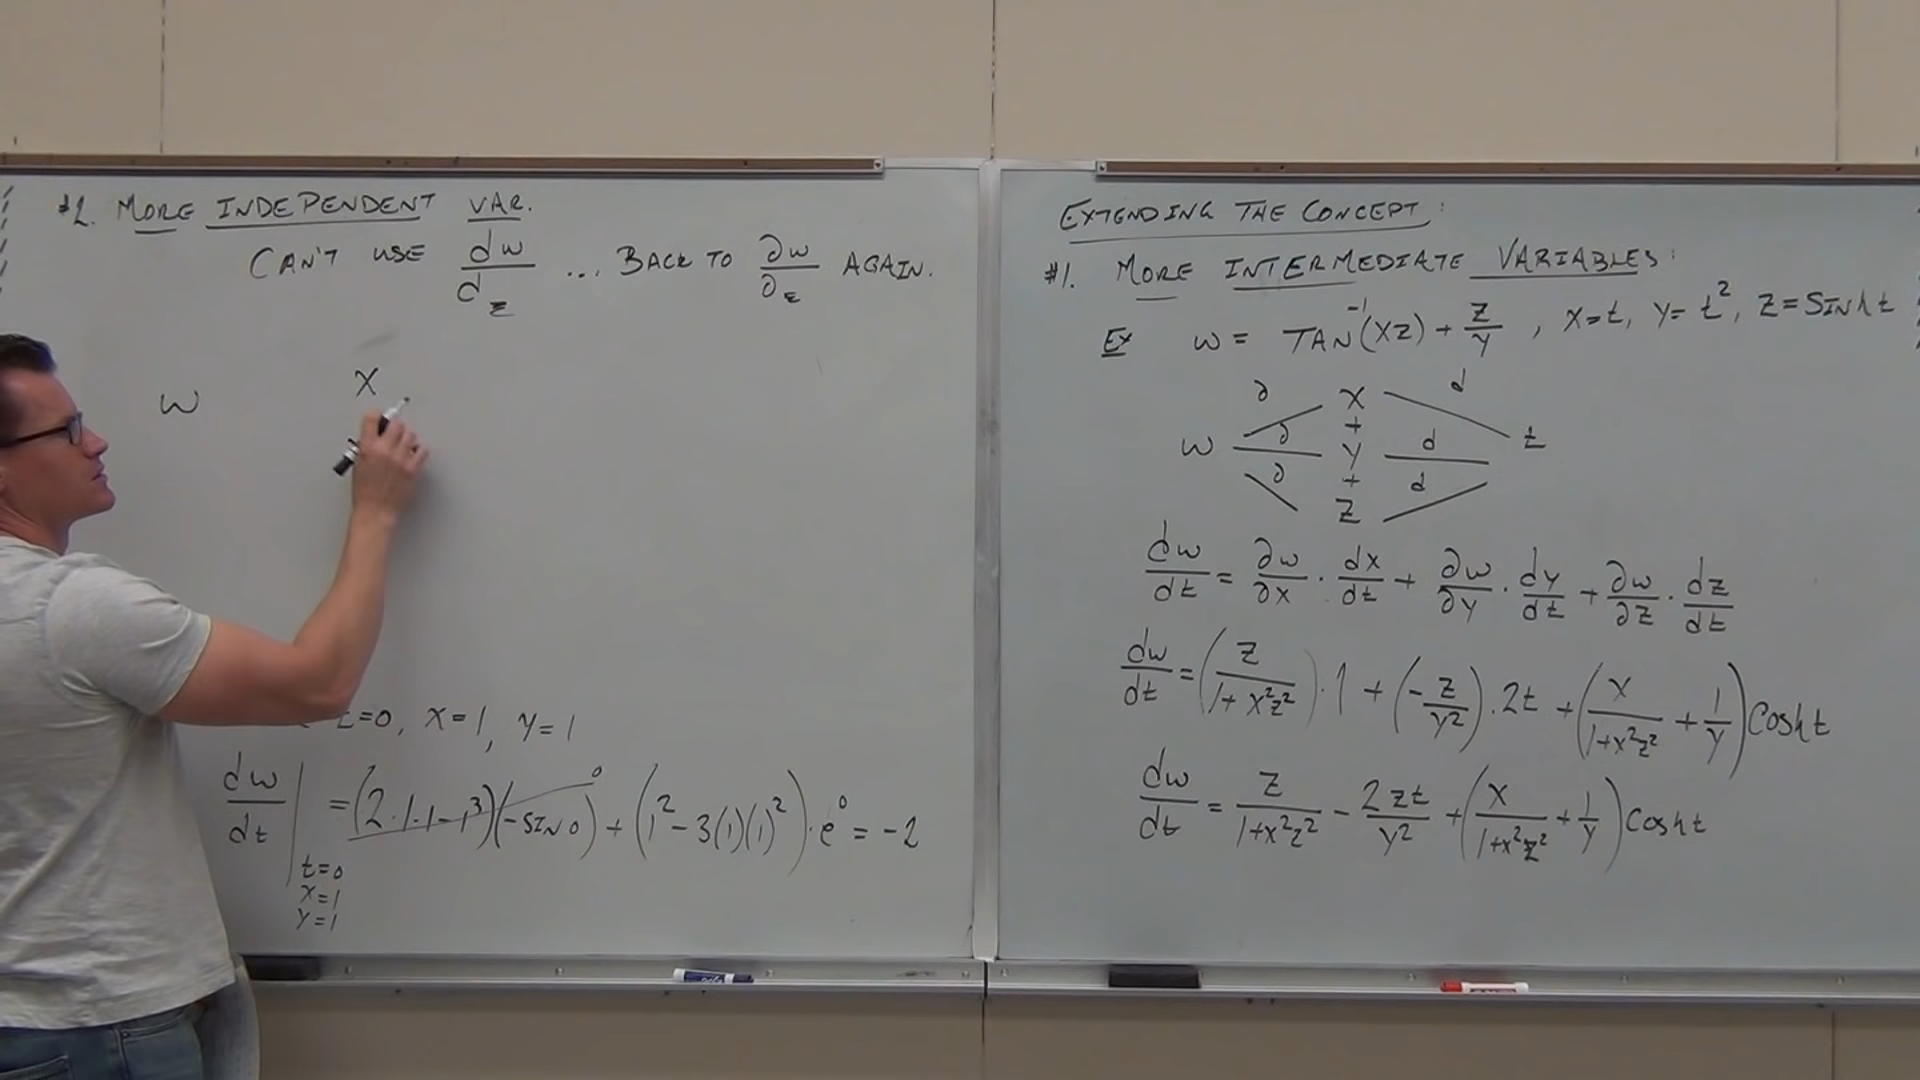 #2. MORE INDEPENDENT VAR.
CAN'T USE dw/dt ... BACK TO ∂w/∂t AGAIN.
w x
t=0, x=1, y=1
dw/dt | t=0 x=1 y=1 = (2·1·1-1³)(-SIN 0) + (1² - 3(1)(1)²)·e⁰ = -2
0
EXTENDING THE CONCEPT:
#1. MORE INTERMEDIATE VARIABLES:
Ex w = TAN⁻¹(xz) + z/y , x=t, y=t², z=SINh t
∂ x d
+
w ∂ y d t
+
∂ z d
dw/dt = ∂w/∂x · dx/dt + ∂w/∂y · dy/dt + ∂w/∂z · dz/dt
dw/dt = (z/(1+x²z²))·1 + (-z/y²)·2t + (x/(1+x²z²) + 1/y) Cosh t
dw/dt = z/(1+x²z²) - 2zt/y² + (x/(1+x²z²) + 1/y) Cosh t